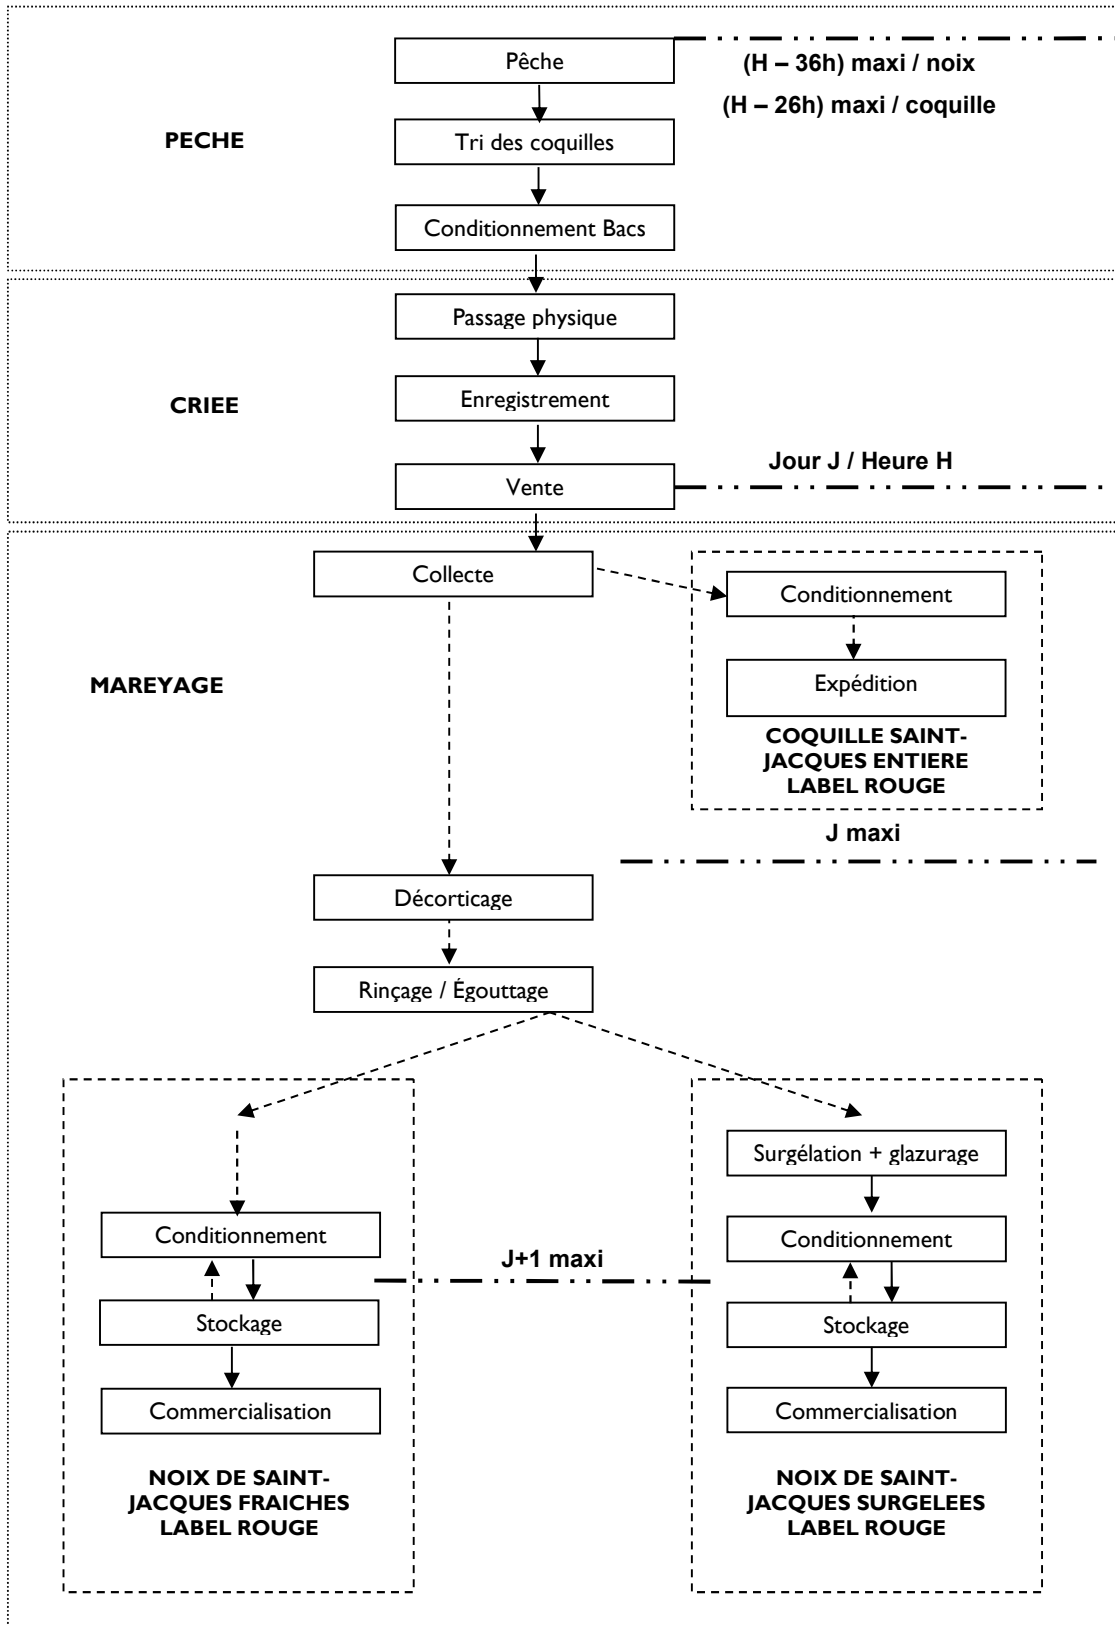 Pêche
(H – 36h) maxi / noix
(H – 26h) maxi / coquille
PECHE
Tri des coquilles
Conditionnement Bacs
Passage physique
CRIEE
Enregistrement
Jour J / Heure H
Vente
Collecte
Conditionnement
MAREYAGE
Expédition
COQUILLE SAINT-
JACQUES ENTIERE
LABEL ROUGE
J maxi
Décorticage
Rinçage / Égouttage
Surgélation + glazurage
Conditionnement
Conditionnement
J+1 maxi
Stockage
Stockage
Commercialisation
Commercialisation
NOIX DE SAINT-
JACQUES FRAICHES
LABEL ROUGE
NOIX DE SAINT-
JACQUES SURGELEES
LABEL ROUGE